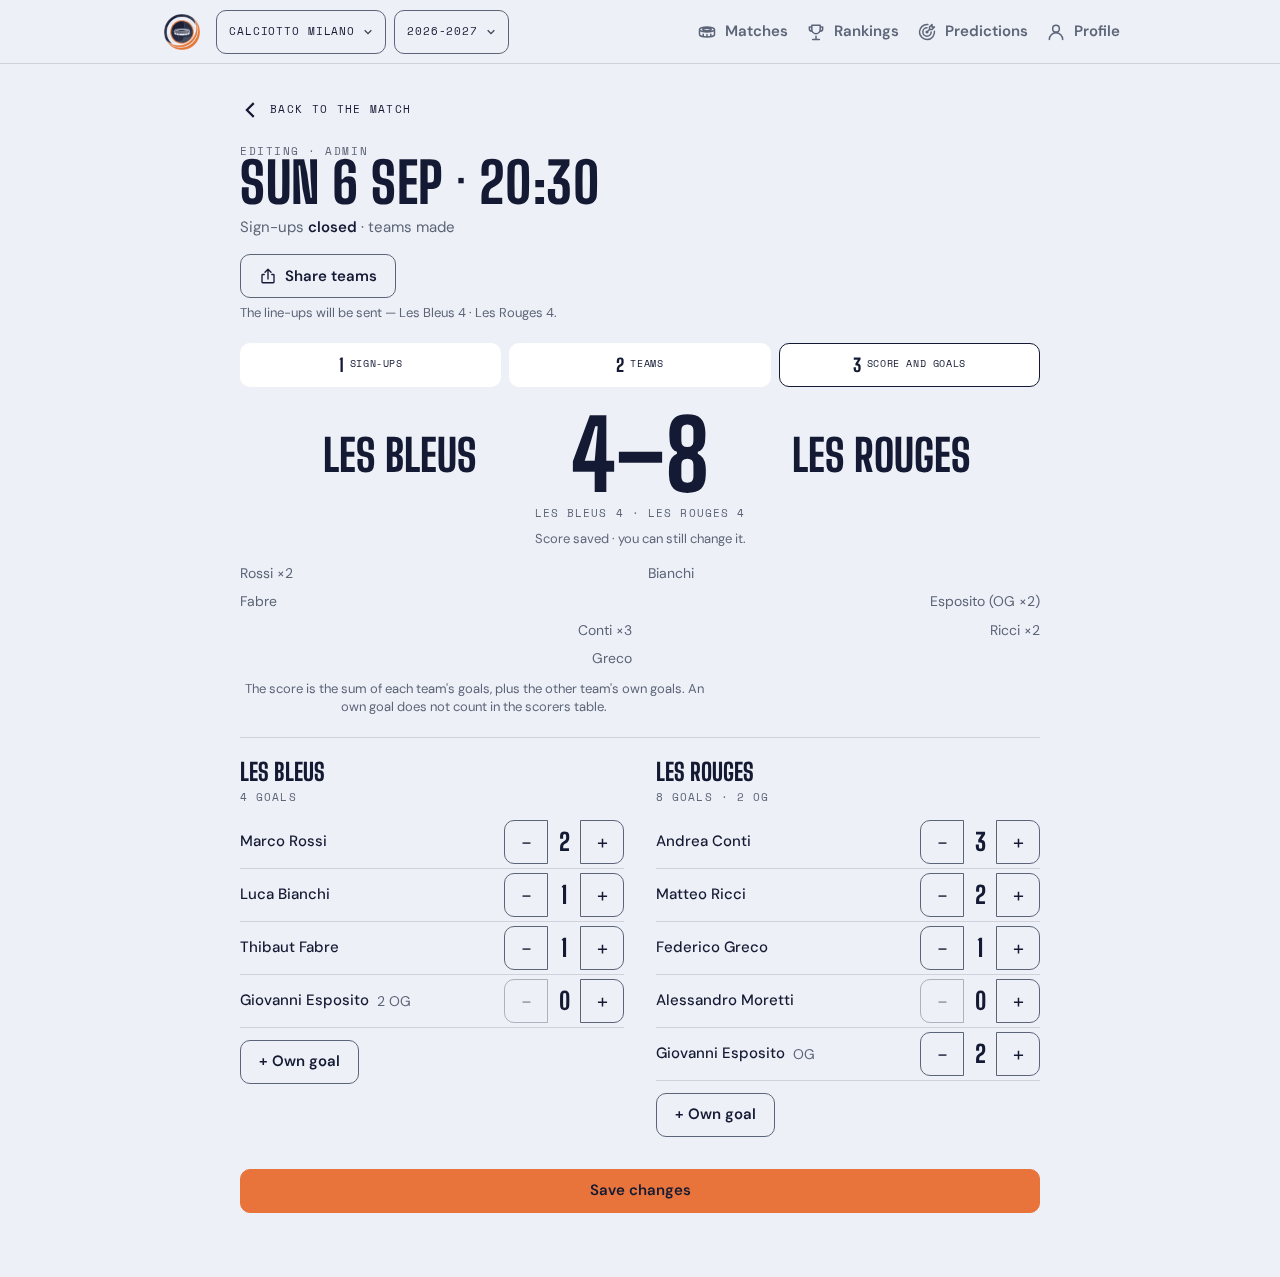 CALCIOTTO MILANO
2026-2027
Matches
Rankings
Predictions
Profile
BACK TO THE MATCH
EDITING · ADMIN
SUN 6 SEP · 20:30
Sign-ups closed · teams made
Share teams
The line-ups will be sent — Les Bleus 4 · Les Rouges 4.
1 SIGN-UPS
2 TEAMS
3 SCORE AND GOALS
LES BLEUS
4–8
LES ROUGES
LES BLEUS 4 · LES ROUGES 4
Score saved · you can still change it.
Rossi ×2
Bianchi
Fabre
Esposito (OG ×2)
Conti ×3
Ricci ×2
Greco
The score is the sum of each team's goals, plus the other team's own goals. An
own goal does not count in the scorers table.
LES BLEUS
4 GOALS
Marco Rossi
− 2 +
Luca Bianchi
− 1 +
Thibaut Fabre
− 1 +
Giovanni Esposito 2 OG
− 0 +
+ Own goal
LES ROUGES
8 GOALS · 2 OG
Andrea Conti
− 3 +
Matteo Ricci
− 2 +
Federico Greco
− 1 +
Alessandro Moretti
− 0 +
Giovanni Esposito OG
− 2 +
+ Own goal
Save changes